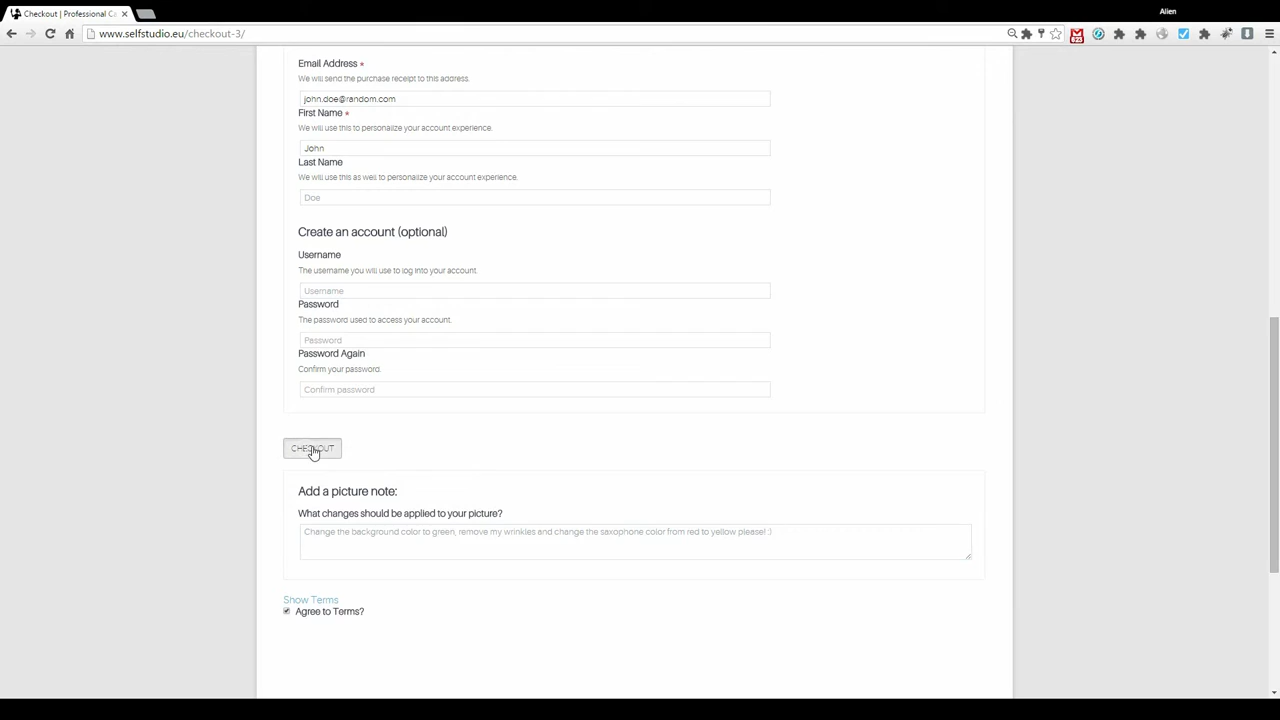 Checkout | Professional Ca
Alien
www.selfstudio.eu/checkout-3/
Email Address *
We will send the purchase receipt to this address.
john.doe@random.com
First Name *
We will use this to personalize your account experience.
John
Last Name
We will use this as well to personalize your account experience.
Doe
Create an account (optional)
Username
The username you will use to log into your account.
Username
Password
The password used to access your account.
Password
Password Again
Confirm your password.
Confirm password
CHECKOUT
Add a picture note:
What changes should be applied to your picture?
Change the background color to green, remove my wrinkles and change the saxophone color from red to yellow please! :)
Show Terms
Agree to Terms?